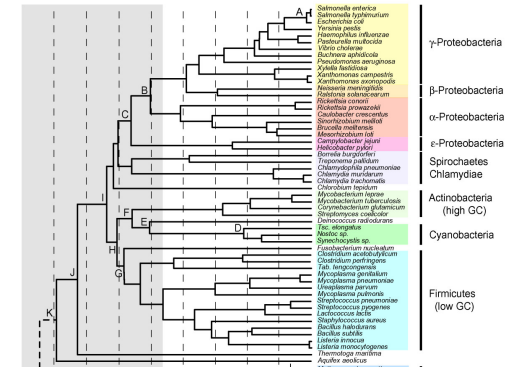 A
Salmonella enterica
Salmonella typhimurium
Escherichia coli
Yersinia pestis
Haemophilus influenzae
Pasteurella multocida
Vibrio cholerae
Buchnera aphidicola
Pseudomonas aeruginosa
Xylella fastidiosa
Xanthomonas campestris
Xanthomonas axonopodis
γ-Proteobacteria
B
Neisseria meningitidis
Ralstonia solanacearum
β-Proteobacteria
Rickettsia conorii
Rickettsia prowazekii
Caulobacter crescentus
Sinorhizobium meliloti
Brucella melitensis
Mesorhizobium loti
α-Proteobacteria
C
Campylobacter jejuni
Helicobacter pylori
ε-Proteobacteria
Borrelia burgdorferi
Treponema pallidum
Chlamydophila pneumoniae
Chlamydia muridarum
Chlamydia trachomatis
Spirochaetes
Chlamydiae
Chlorobium tepidum
I
Mycobacterium leprae
Mycobacterium tuberculosis
Corynebacterium glutamicum
Streptomyces coelicolor
Actinobacteria
(high GC)
F
Deinococcus radiodurans
E
D
Tsc. elongatus
Nostoc sp.
Synechocystis sp.
Cyanobacteria
H
Fusobacterium nucleatum
Clostridium acetobutylicum
Clostridium perfringens
Tab. tengcongensis
Mycoplasma genitalium
Mycoplasma pneumoniae
Ureaplasma parvum
Mycoplasma pulmonis
Streptococcus pneumoniae
Streptococcus pyogenes
Lactococcus lactis
Staphylococcus aureus
Bacillus halodurans
Bacillus subtilis
Listeria innocua
Listeria monocytogenes
Firmicutes
(low GC)
G
J
K
Thermotoga maritima
Aquifex aeolicus